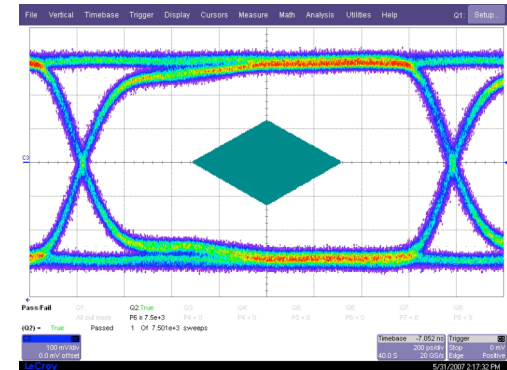 File Vertical Timebase Trigger Display Cursors Measure Math Analysis Utilities Help Q1: Setup...
C3
Pass/Fail Q1: Q2:True Q3: Q4: Q5: Q6: Q7: Q8:
All out mask P6 ≥ 7.5e+3 P3 = 0 P4 = 0 P5 = 0 P6 = 0 P7 = 0 P8 = 0
(Q2) = True Passed 1 Of 7.501e+3 sweeps
100 mV/div
0.0 mV offset
Timebase -7.052 ns
200 ps/div
40.0 S 20 GS/s
Trigger C3
Stop 0 mV
Edge Positive
LeCroy
5/31/2007 2:17:32 PM